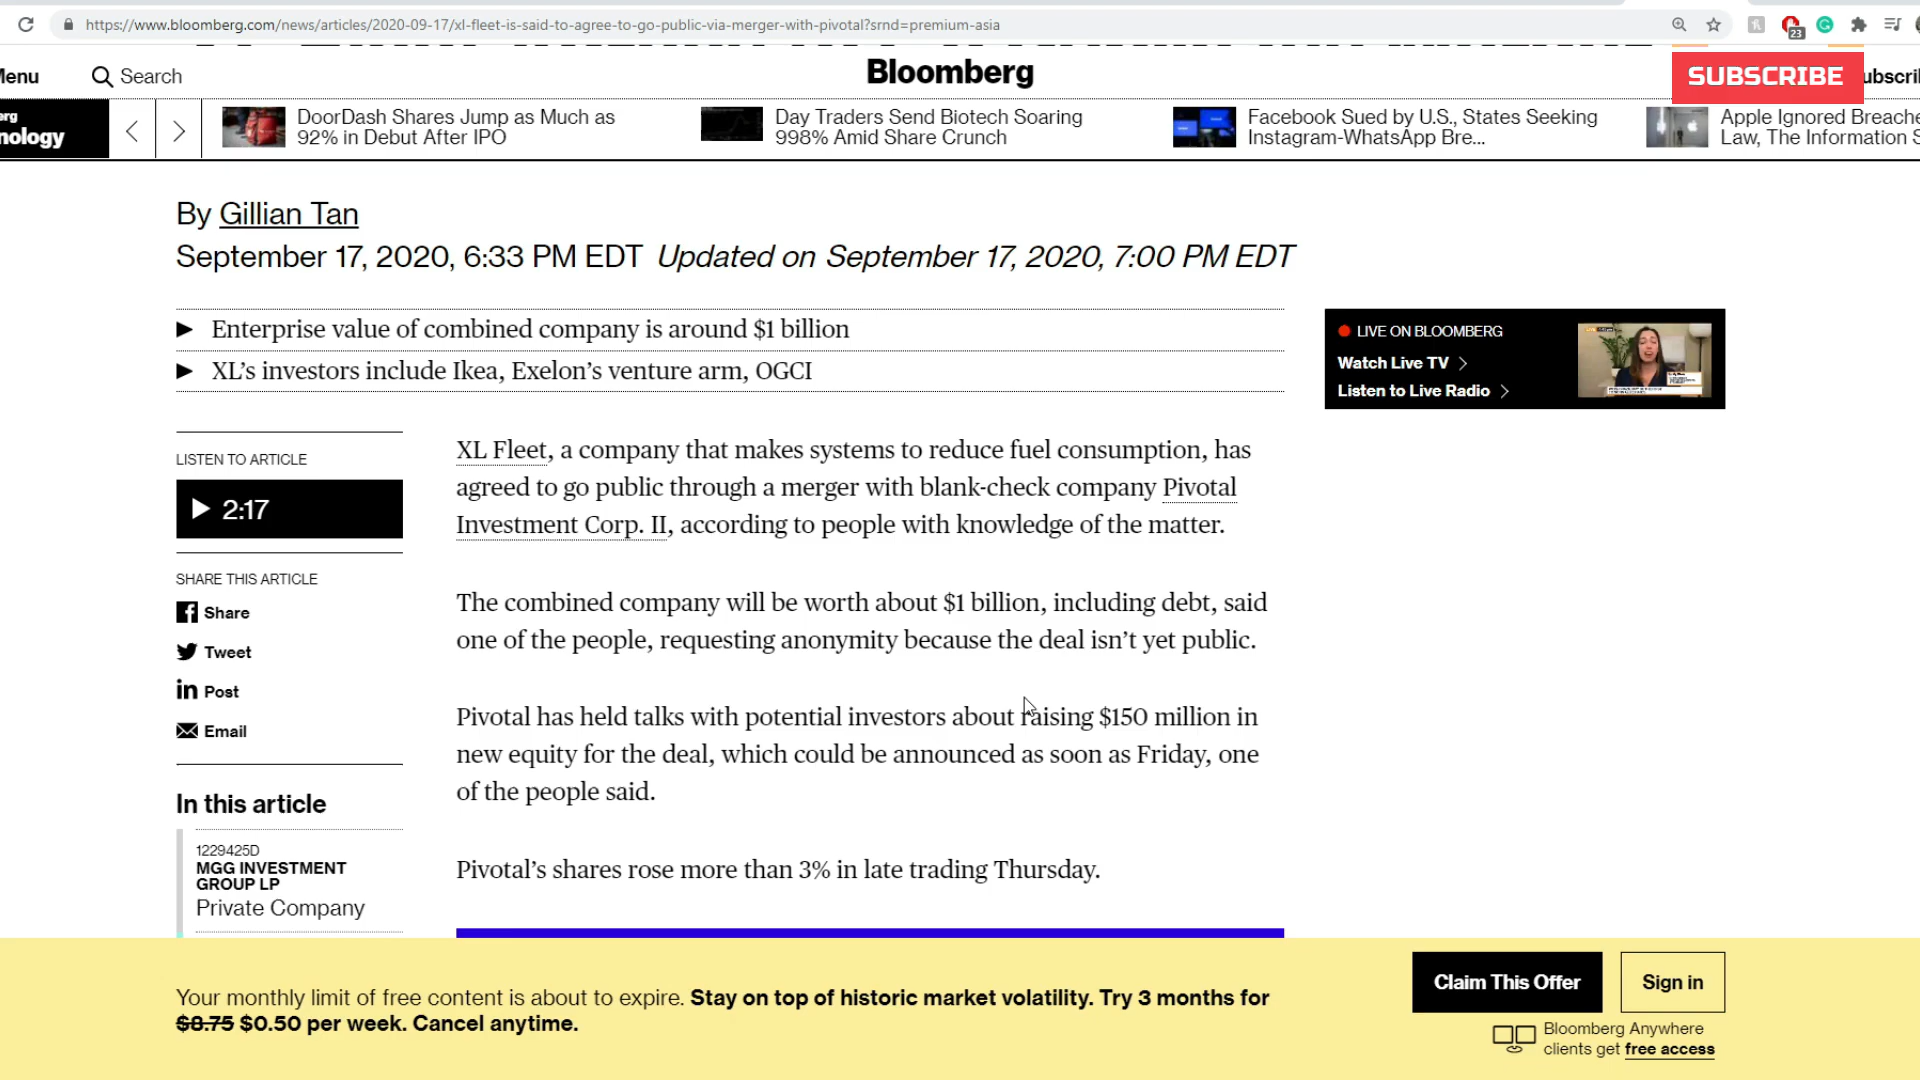 https://www.bloomberg.com/news/articles/2020-09-17/xl-fleet-is-said-to-agree-to-go-public-via-merger-with-pivotal?srnd=premium-asia
23
Menu
Search
Bloomberg
SUBSCRIBE
DoorDash Shares Jump as Much as
92% in Debut After IPO
Day Traders Send Biotech Soaring
998% Amid Share Crunch
Facebook Sued by U.S., States Seeking
Instagram-WhatsApp Bre...
Apple Ignored
Law, The Information
By Gillian Tan
September 17, 2020, 6:33 PM EDT Updated on September 17, 2020, 7:00 PM EDT
▶ Enterprise value of combined company is around $1 billion
▶ XL's investors include Ikea, Exelon's venture arm, OGCI
LIVE ON BLOOMBERG
Watch Live TV >
Listen to Live Radio >
LISTEN TO ARTICLE
2:17
SHARE THIS ARTICLE
Share
Tweet
in Post
Email
In this article
1229425D
MGG INVESTMENT
GROUP LP
Private Company
XL Fleet, a company that makes systems to reduce fuel consumption, has
agreed to go public through a merger with blank-check company Pivotal
Investment Corp. II, according to people with knowledge of the matter.
The combined company will be worth about $1 billion, including debt, said
one of the people, requesting anonymity because the deal isn't yet public.
Pivotal has held talks with potential investors about raising $150 million in
new equity for the deal, which could be announced as soon as Friday, one
of the people said.
Pivotal's shares rose more than 3% in late trading Thursday.
Your monthly limit of free content is about to expire. Stay on top of historic market volatility. Try 3 months for
$8.75 $0.50 per week. Cancel anytime.
Claim This Offer
Sign in
Bloomberg Anywhere
clients get free access